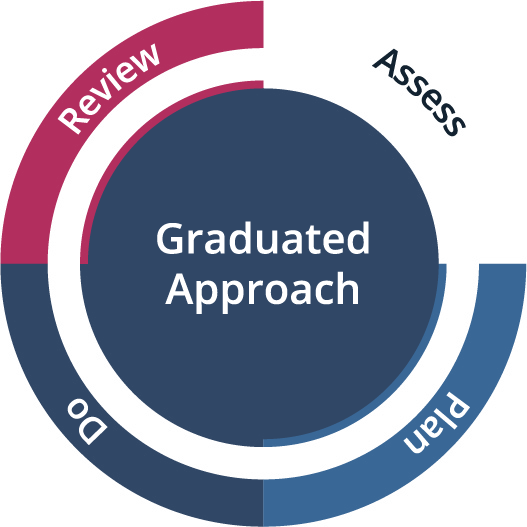 Graduated
Approach
Assess
Plan
Do
Review